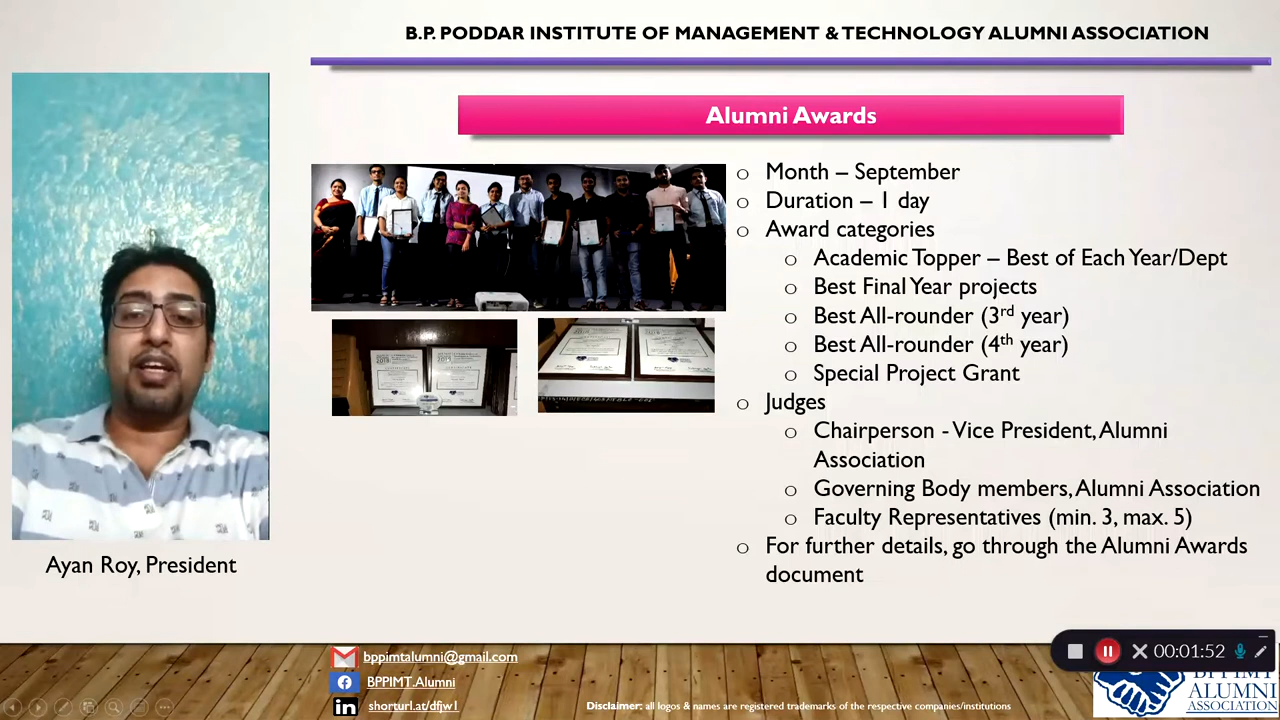 B.P. PODDAR INSTITUTE OF MANAGEMENT & TECHNOLOGY ALUMNI ASSOCIATION
Alumni Awards
o Month – September
o Duration – 1 day
o Award categories
o Academic Topper – Best of Each Year/Dept
o Best Final Year projects
o Best All-rounder (3rd year)
o Best All-rounder (4th year)
o Special Project Grant
o Judges
o Chairperson - Vice President, Alumni
Association
o Governing Body members, Alumni Association
o Faculty Representatives (min. 3, max. 5)
o For further details, go through the Alumni Awards
document
Ayan Roy, President
bppimtalumni@gmail.com
BPPIMT.Alumni
in shorturl.at/dfjw1
Disclaimer: all logos & names are registered trademarks of the respective companies/institutions
00:01:52
BPPIMT
ALUMNI
ASSOCIATION